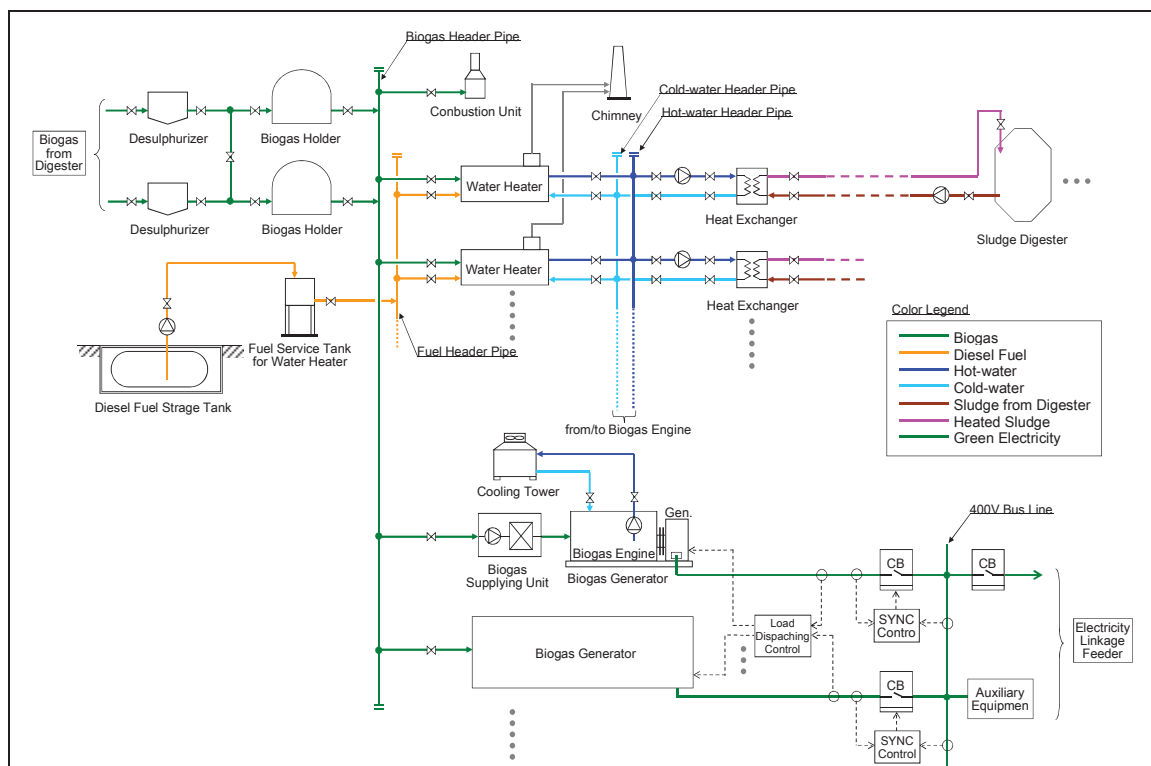 Biogas Header Pipe
Conbustion Unit
Chimney
Cold-water Header Pipe
Hot-water Header Pipe
Biogas
from
Digester
Desulphurizer
Biogas Holder
Desulphurizer
Biogas Holder
Water Heater
Heat Exchanger
Sludge Digester
Water Heater
Heat Exchanger
Fuel Service Tank
for Water Heater
Fuel Header Pipe
Diesel Fuel Strage Tank
from/to Biogas Engine
Color Legend
Biogas
Diesel Fuel
Hot-water
Cold-water
Sludge from Digester
Heated Sludge
Green Electricity
Cooling Tower
Biogas
Supplying Unit
Biogas Engine
Gen.
Biogas Generator
400V Bus Line
CB
CB
SYNC
Contro
Load
Dispaching
Control
Electricity
Linkage
Feeder
Biogas Generator
CB
Auxiliary
Equipmen
SYNC
Control